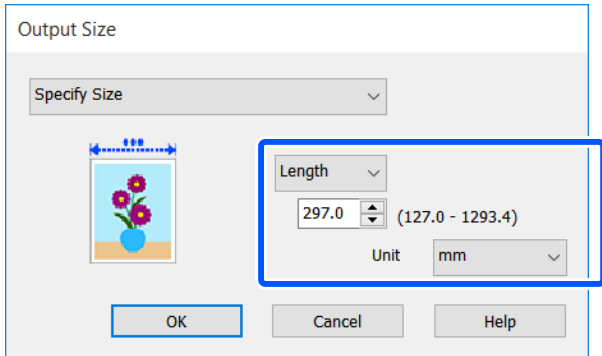 Output Size
Specify Size
Length
297.0 (127.0 - 1293.4)
Unit mm
OK Cancel Help